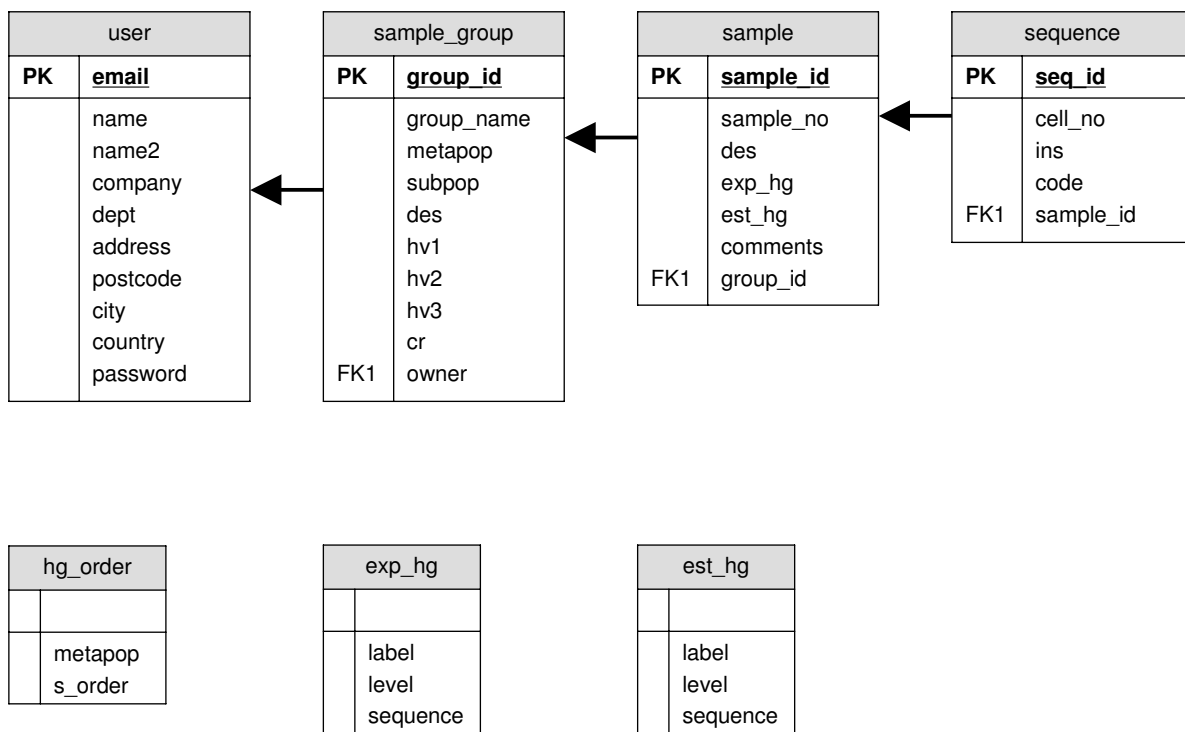 user
PK email
name
name2
company
dept
address
postcode
city
country
password
sample_group
PK group_id
group_name
metapop
subpop
des
hv1
hv2
hv3
cr
FK1 owner
sample
PK sample_id
sample_no
des
exp_hg
est_hg
comments
FK1 group_id
sequence
PK seq_id
cell_no
ins
code
FK1 sample_id
hg_order
metapop
s_order
exp_hg
label
level
sequence
est_hg
label
level
sequence